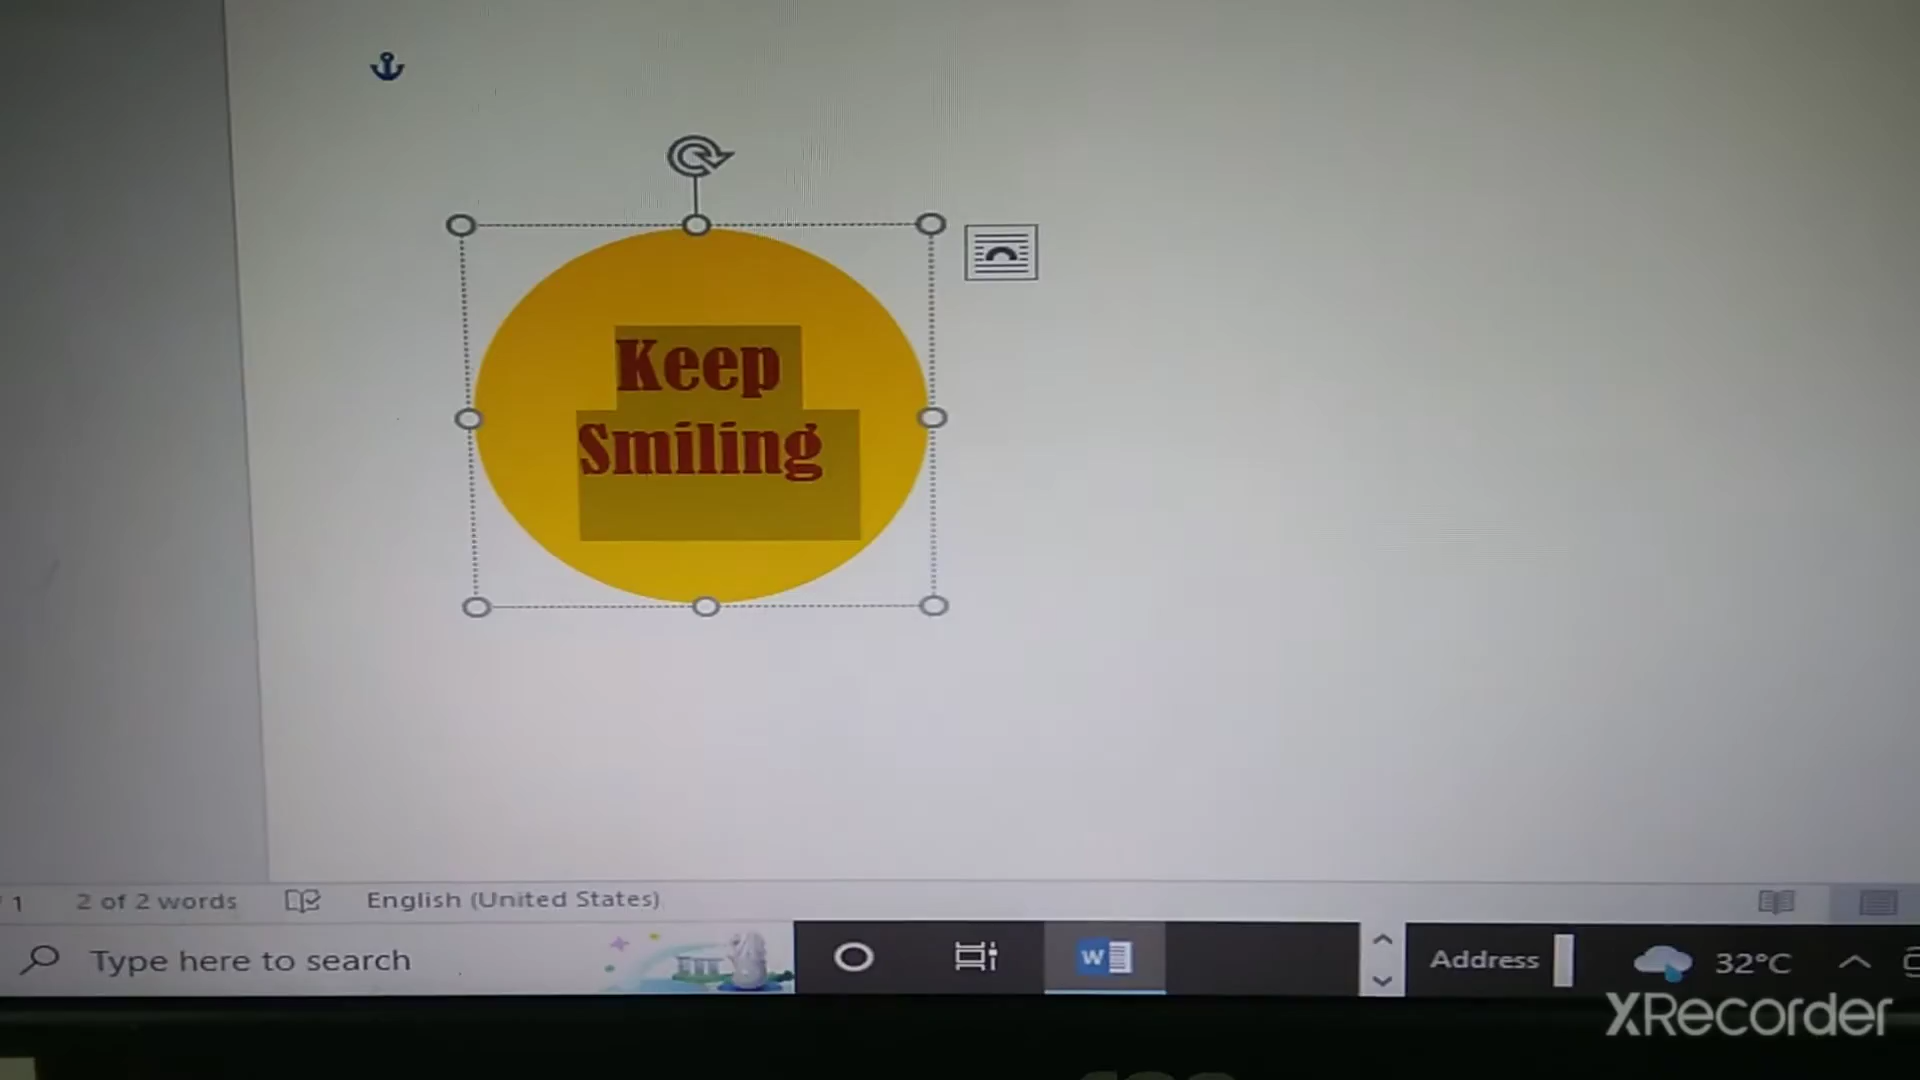 Keep
Smiling
1 2 of 2 words English (United States)
Type here to search W Address 32°C
XRecorder